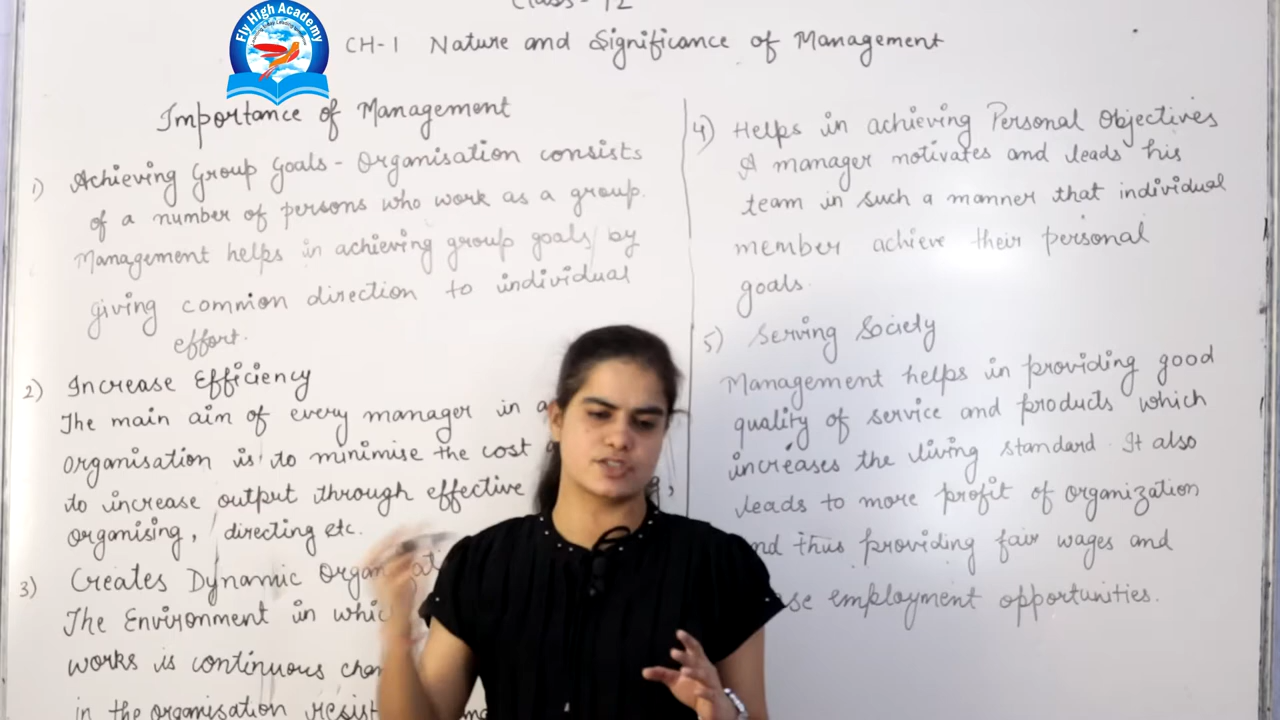 Class - 12
Fly High Academy
CH-1 Nature and Significance of Management
Importance of Management
1) Achieving Group Goals - Organisation consists
of a number of persons who work as a group.
Management helps in achieving group goals by
giving common direction to individual
effort.
2) Increase Efficiency
The main aim of every manager in a
organisation is to minimise the cost
to increase output through effective
organising, directing etc.
3) Creates Dynamic
The Environment in
works is continuous
in the organisation resist
4) Helps in achieving Personal Objectives
A manager motivates and leads his
team in such a manner that individual
member achieve their personal
goals.
5) Serving Society
Management helps in providing good
quality of service and products which
increases the living standard. It also
leads to more profit of organization
and thus providing fair wages and
employment opportunities.